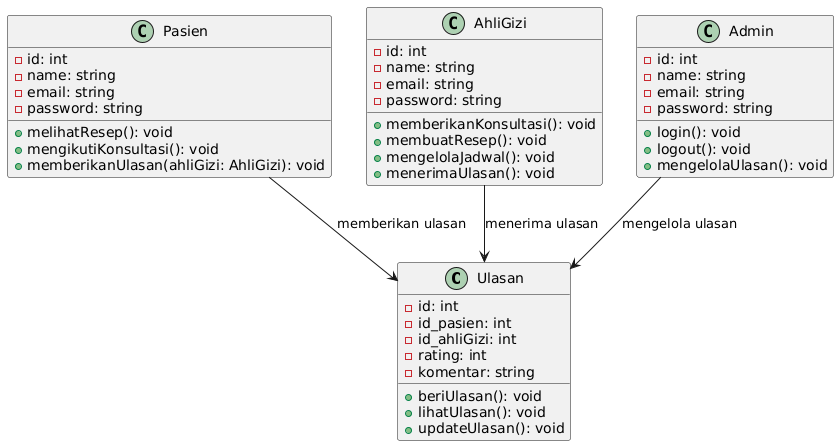 C Pasien
id: int
name: string
email: string
password: string
melihatResep(): void
mengikutiKonsultasi(): void
memberikanUlasan(ahliGizi: AhliGizi): void
C AhliGizi
id: int
name: string
email: string
password: string
memberikanKonsultasi(): void
membuatResep(): void
mengelolaJadwal(): void
menerimaUlasan(): void
C Admin
id: int
name: string
email: string
password: string
login(): void
logout(): void
mengelolaUlasan(): void
memberikan ulasan
menerima ulasan
mengelola ulasan
C Ulasan
id: int
id_pasien: int
id_ahliGizi: int
rating: int
komentar: string
beriUlasan(): void
lihatUlasan(): void
updateUlasan(): void